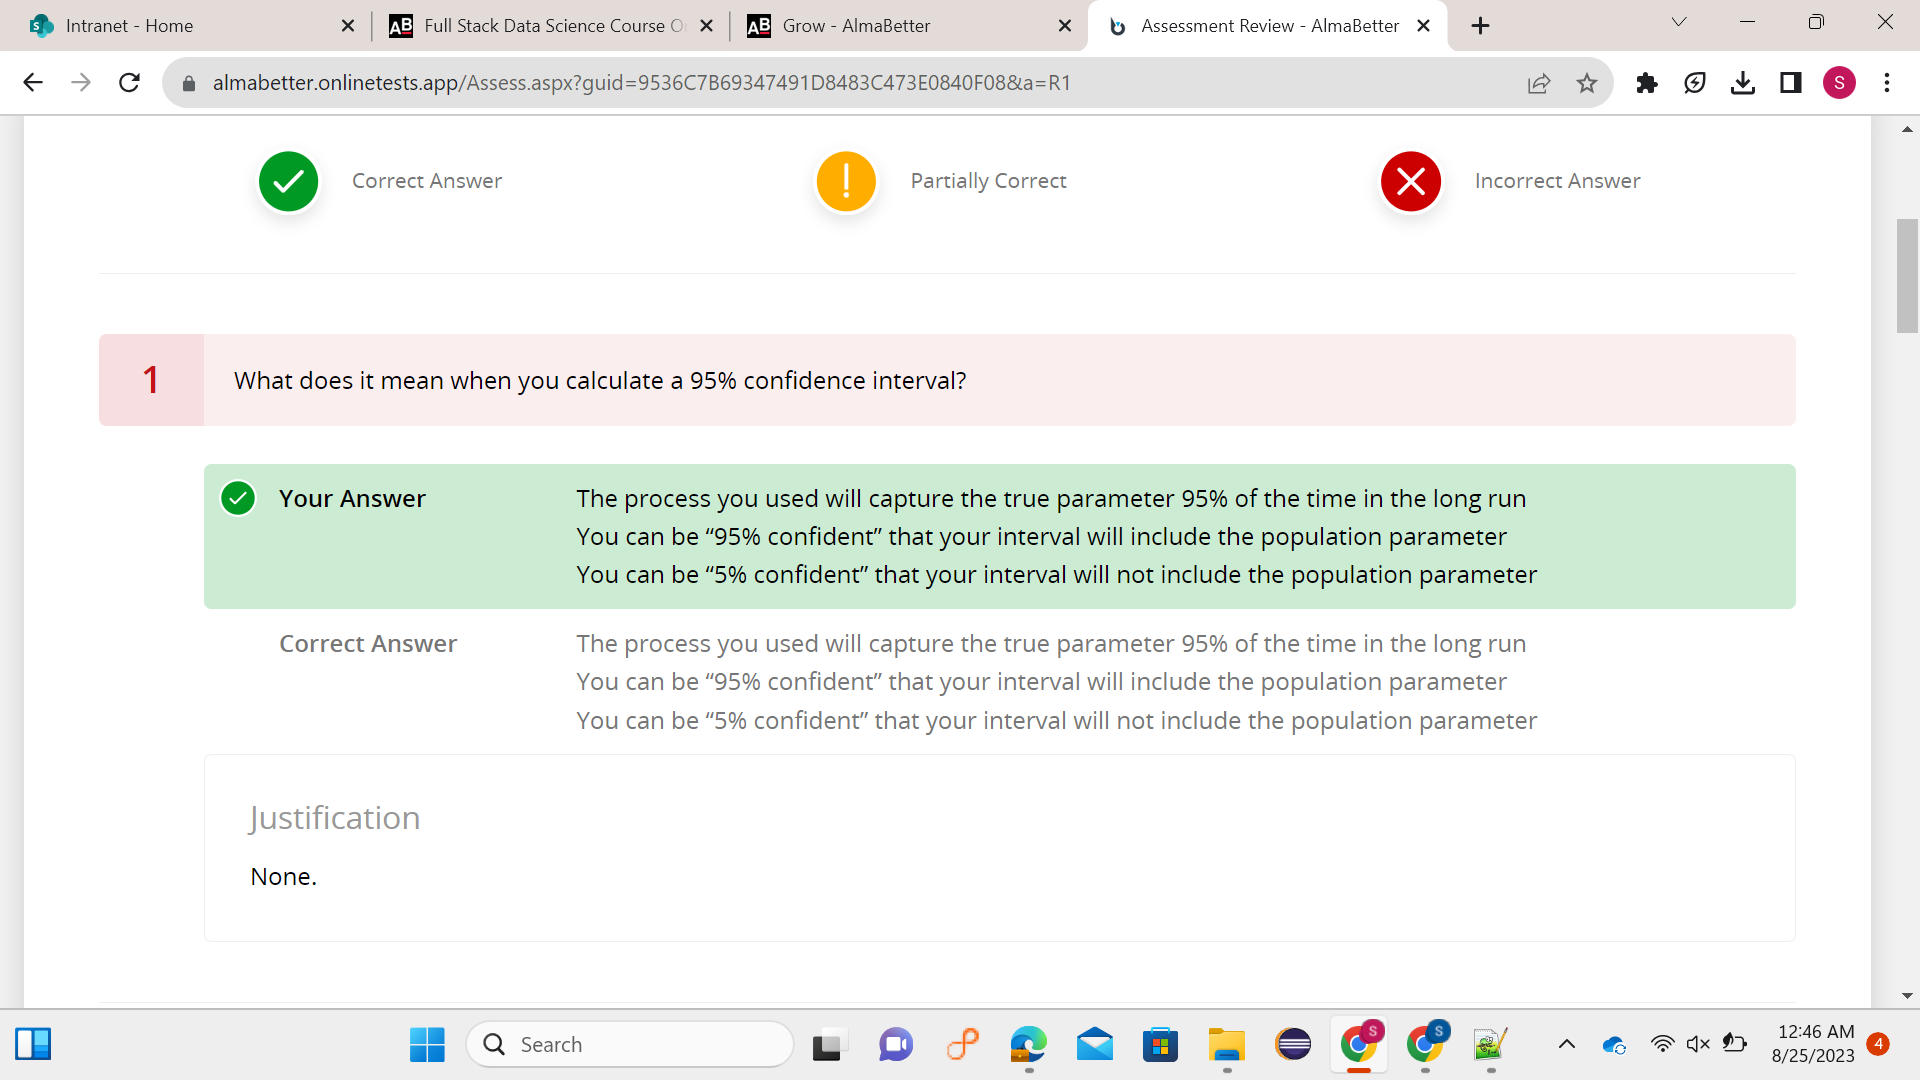 Intranet - Home
AB Full Stack Data Science Course O
AB Grow - AlmaBetter
Assessment Review - AlmaBetter
almabetter.onlinetests.app/Assess.aspx?guid=9536C7B69347491D8483C473E0840F08&a=R1
S
Correct Answer
Partially Correct
Incorrect Answer
1
What does it mean when you calculate a 95% confidence interval?
Your Answer
The process you used will capture the true parameter 95% of the time in the long run
You can be “95% confident” that your interval will include the population parameter
You can be “5% confident” that your interval will not include the population parameter
Correct Answer
The process you used will capture the true parameter 95% of the time in the long run
You can be “95% confident” that your interval will include the population parameter
You can be “5% confident” that your interval will not include the population parameter
Justification
None.
Search
S
S
12:46 AM
8/25/2023
4